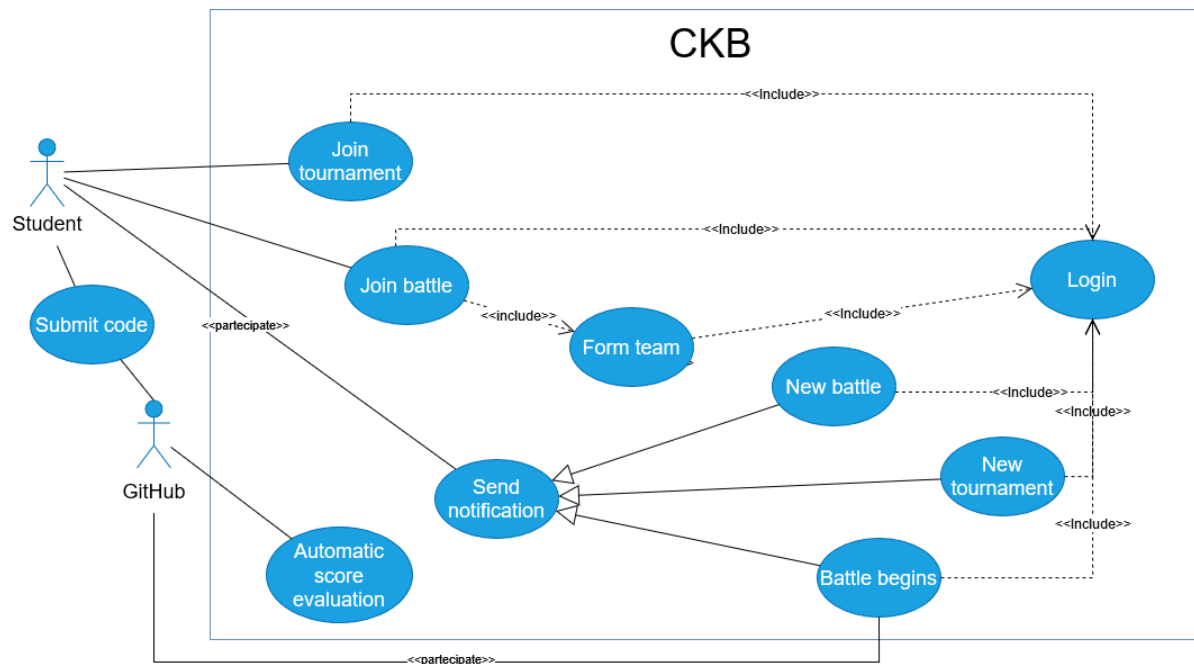 CKB
<<Include>>
Join
tournament
Student
<<Include>>
Join battle
Login
Submit code
<<partecipate>>
<<include>>
<<Include>>
Form team
New battle
<<Include>>
<<Include>>
GitHub
Send
notification
New
tournament
<<Include>>
Automatic
score
evaluation
Battle begins
<<partecipate>>